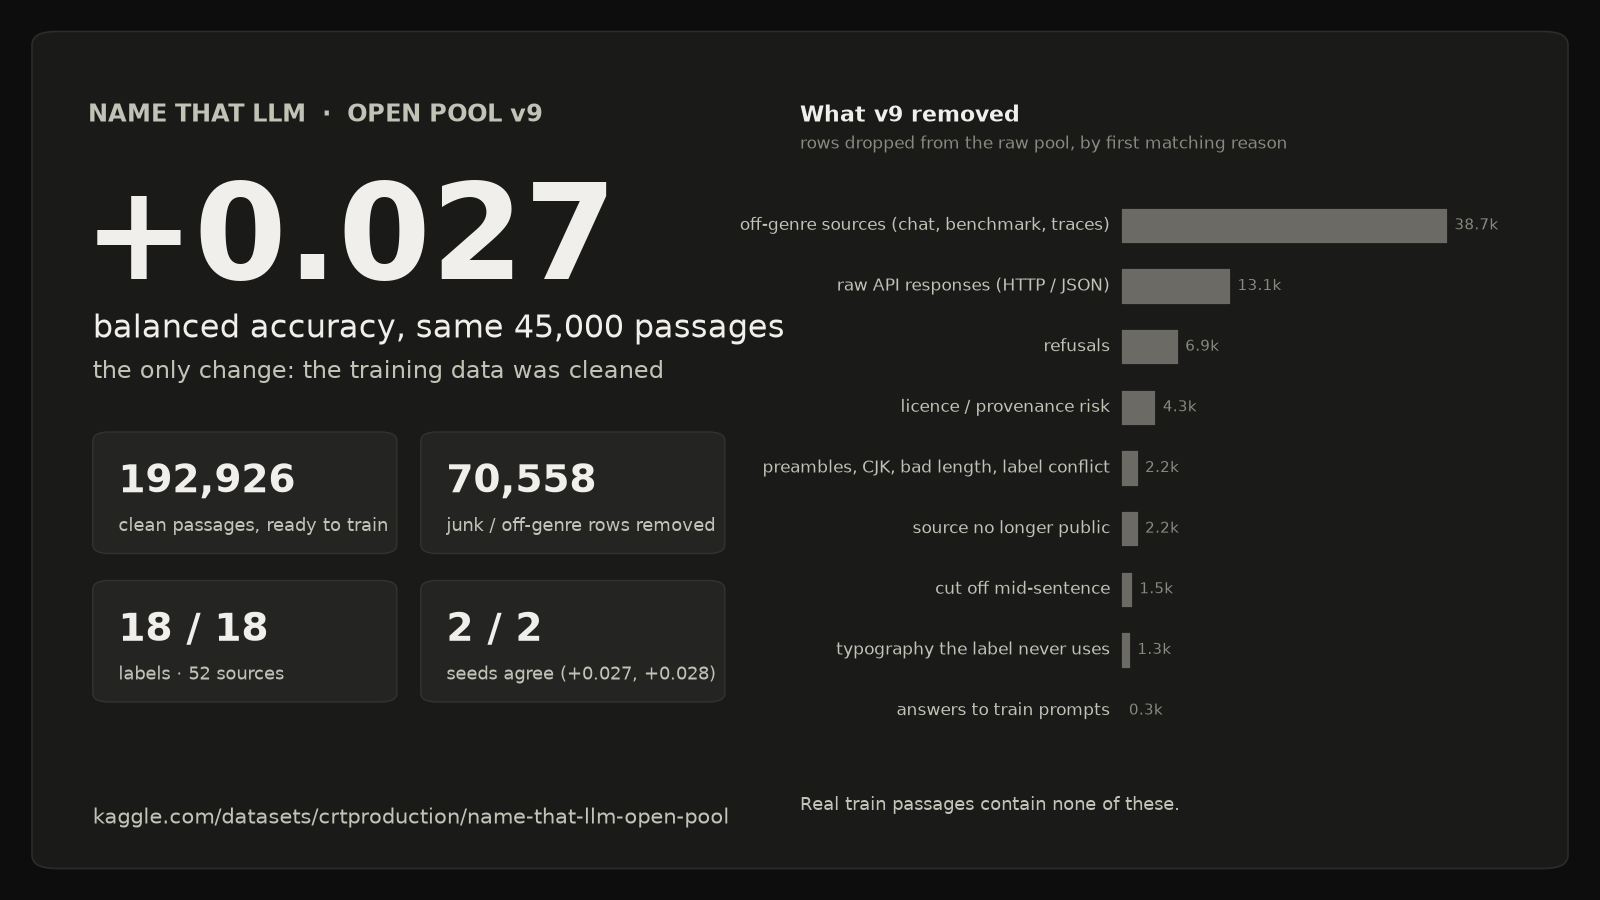 NAME THAT LLM · OPEN POOL v9
+0.027
balanced accuracy, same 45,000 passages
the only change: the training data was cleaned
192,926
clean passages, ready to train
70,558
junk / off-genre rows removed
18 / 18
labels · 52 sources
2 / 2
seeds agree (+0.027, +0.028)
kaggle.com/datasets/crtproduction/name-that-llm-open-pool
What v9 removed
rows dropped from the raw pool, by first matching reason
off-genre sources (chat, benchmark, traces) 38.7k
raw API responses (HTTP / JSON) 13.1k
refusals 6.9k
licence / provenance risk 4.3k
preambles, CJK, bad length, label conflict 2.2k
source no longer public 2.2k
cut off mid-sentence 1.5k
typography the label never uses 1.3k
answers to train prompts 0.3k
Real train passages contain none of these.